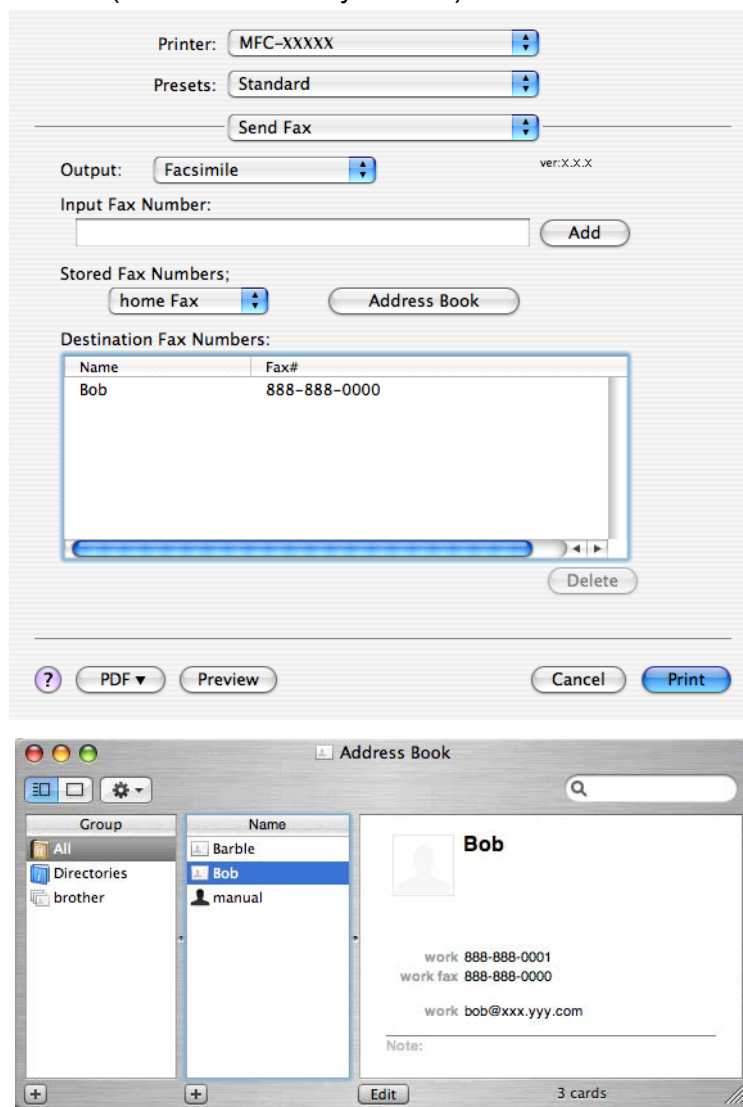 Printer: MFC-XXXXX
Presets: Standard
Send Fax
Output: Facsimile ver:X.X.X
Input Fax Number:
Add
Stored Fax Numbers;
home Fax Address Book
Destination Fax Numbers:
Name Fax#
Bob 888-888-0000
Delete
? PDF Preview Cancel Print
Address Book
Group Name
All Barble Bob
Directories Bob
brother manual
work 888-888-0001
work fax 888-888-0000
work bob@xxx.yyy.com
Note:
+ + Edit 3 cards